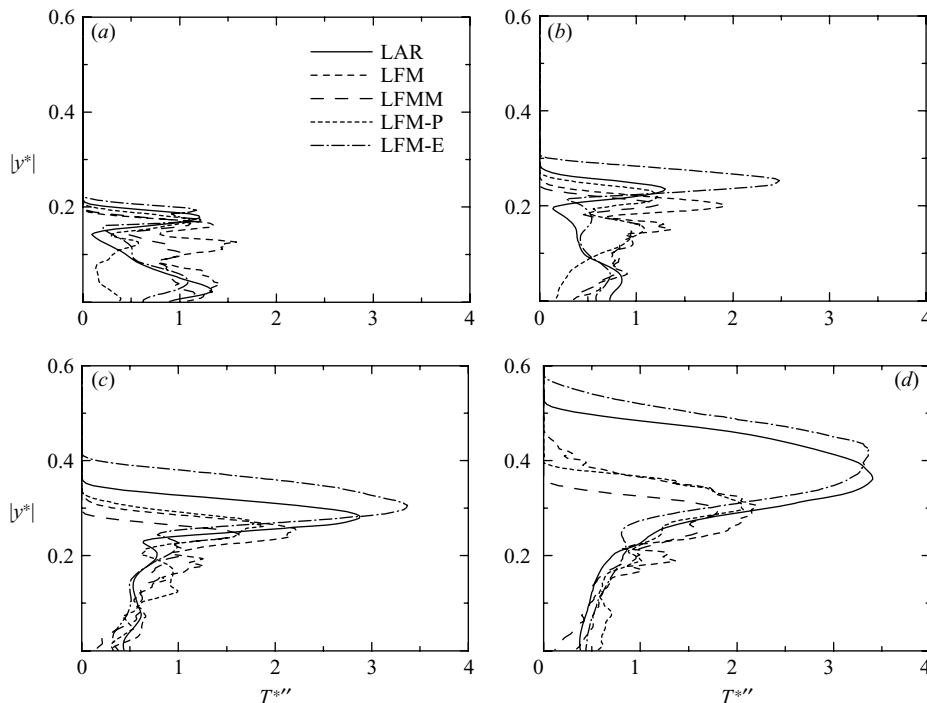 0.6 (a) 0.6 (b)
LAR
LFM
LFMM
LFM-P
LFM-E
0.4 0.4
|y*|
0.2 0.2
0 1 2 3 4 0 1 2 3 4
0.6 (c) 0.6 (d)
0.4 0.4
|y*|
0.2 0.2
0 1 2 3 4 0 1 2 3 4
T*″ T*″